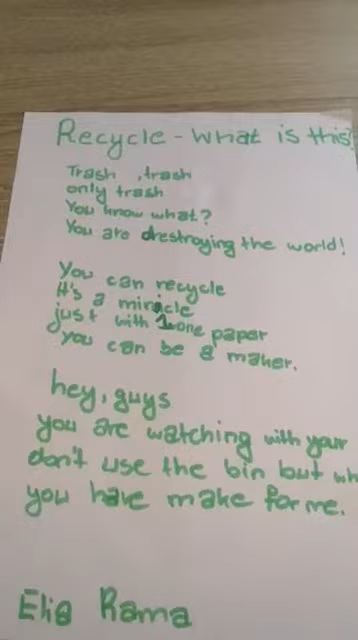 Recycle - What is this?
Trash , trash
only trash
You know what?
You are destroying the world!
You can recycle
It's a miracle
just with one paper
you can be a maker.
hey, guys
you are watching with your
don't use the bin but wh
you have make for me.
Elia Rama